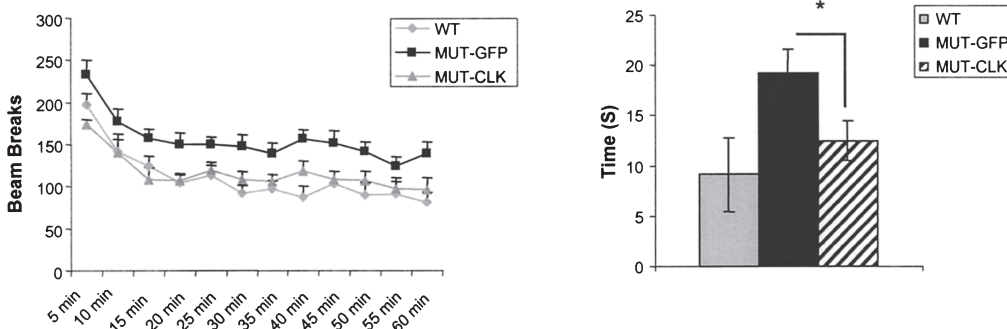 300
250
200
150
100
50
0
Beam Breaks
WT
MUT-GFP
MUT-CLK
5 min
10 min
15 min
20 min
25 min
30 min
35 min
40 min
45 min
50 min
55 min
60 min
25
20
15
10
5
0
Time (S)
*
WT
MUT-GFP
MUT-CLK